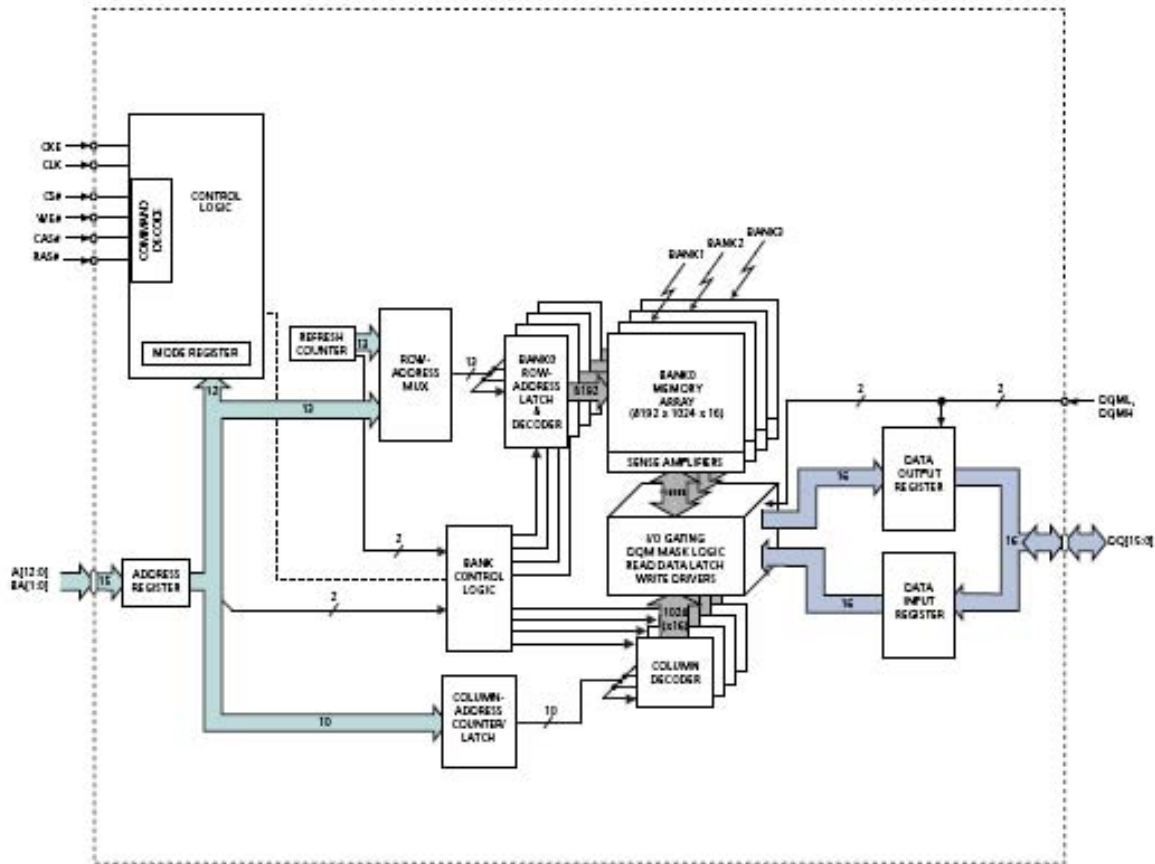 CKE
CLK
CS#
WE#
CAS#
RAS#
COMMAND
DECODE
CONTROL
LOGIC
MODE REGISTER
12
REFRESH
COUNTER
13
ROW-
ADDRESS
MUX
13
13
BANK0
ROW-
ADDRESS
LATCH
&
DECODER
8192
BANK1
BANK2
BANK3
BANK0
MEMORY
ARRAY
(8192 x 1024 x 16)
SENSE AMPLIFIERS
I/O GATING
DQM MASK LOGIC
READ DATA LATCH
WRITE DRIVERS
2
2
DQML,
DQMH
16
DATA
OUTPUT
REGISTER
16
DQ[15:0]
16
DATA
INPUT
REGISTER
A[12:0]
BA[1:0]
15
ADDRESS
REGISTER
2
2
BANK
CONTROL
LOGIC
1024
(x16)
COLUMN
DECODER
10
COLUMN-
ADDRESS
COUNTER/
LATCH
10